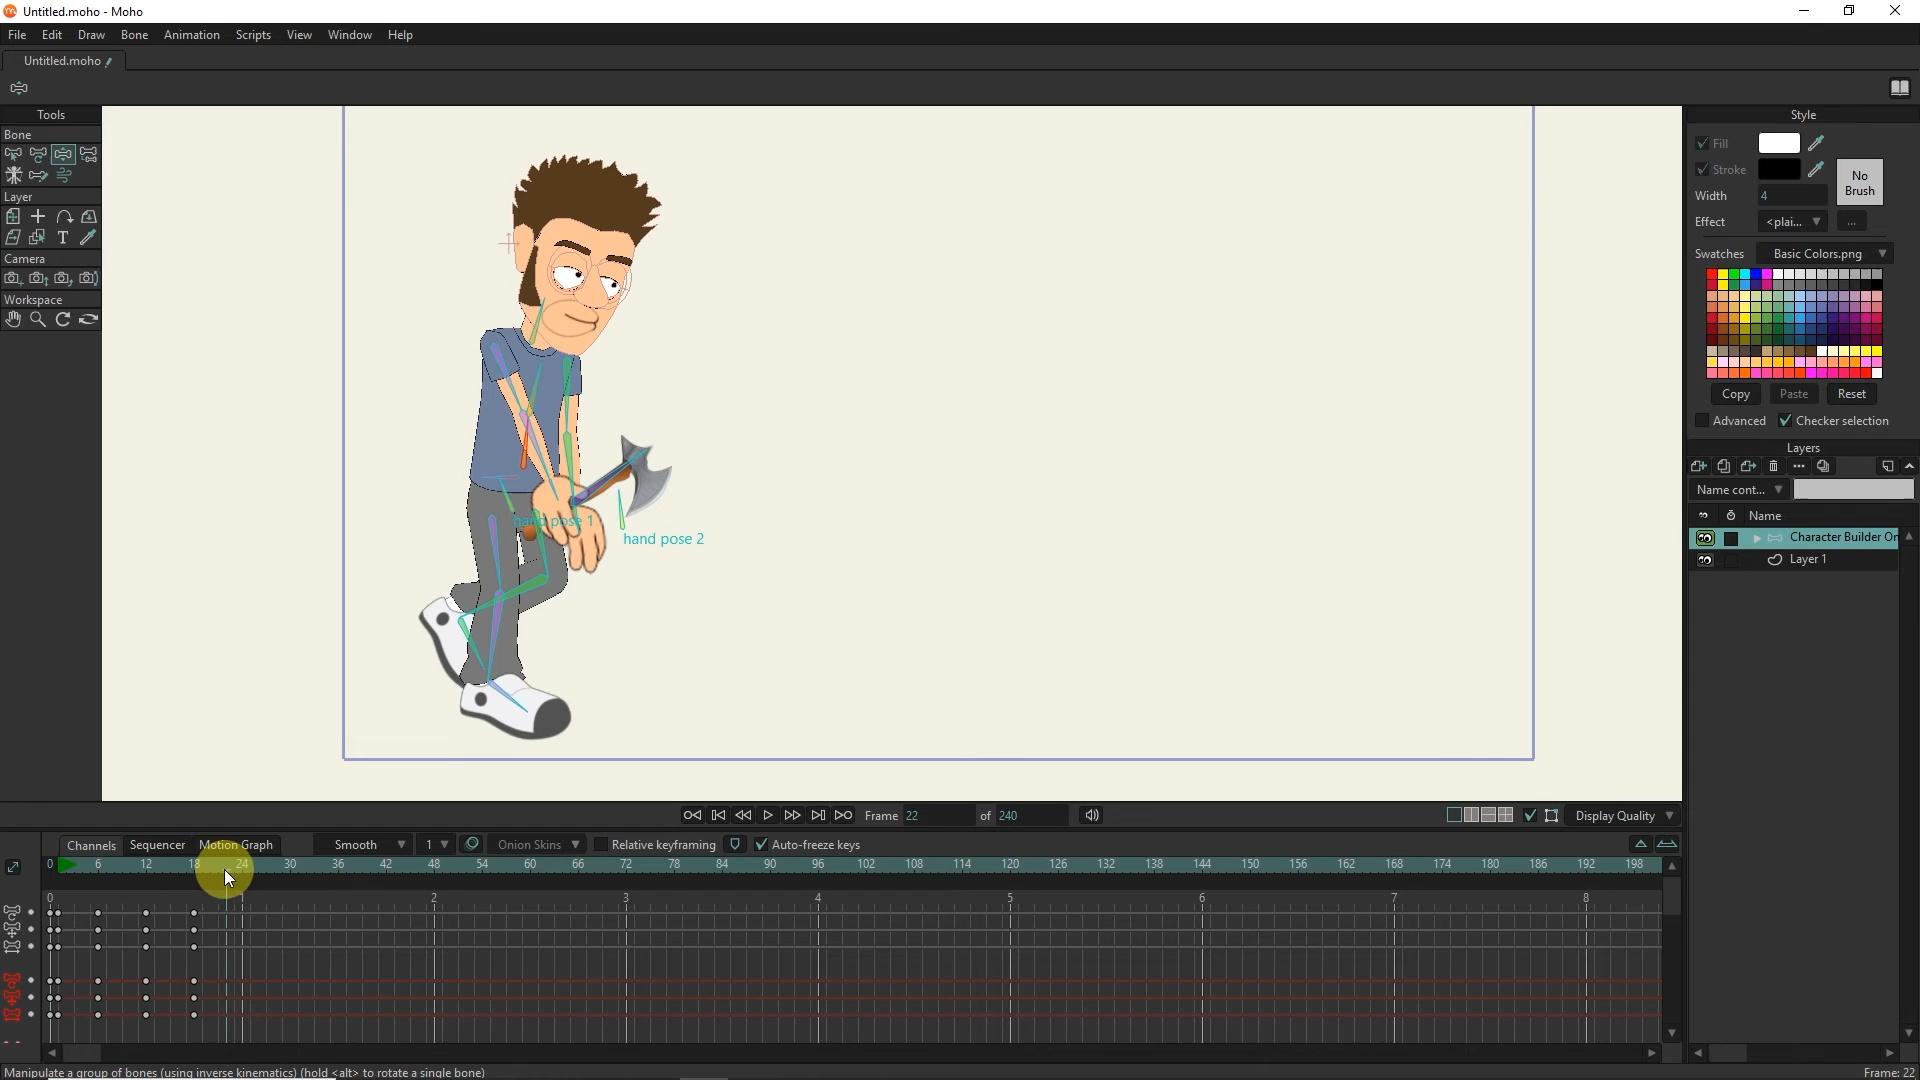 Untitled.moho - Moho
File Edit Draw Bone Animation Scripts View Window Help
Untitled.moho
Tools
Bone
Layer
Camera
Workspace
hand pose 1
hand pose 2
Style
Fill
Stroke
No Brush
Width 4
Effect <plai... ...
Swatches Basic Colors.png
Copy Paste Reset
Advanced Checker selection
Layers
Name cont...
Name
Character Builder On
Layer 1
Frame 22 of 240
Display Quality
Channels Sequencer Motion Graph Smooth 1 Onion Skins Relative keyframing Auto-freeze keys
0 6 12 18 24 30 36 42 48 54 60 66 72 78 84 90 96 102 108 114 120 126 132 138 144 150 156 162 168 174 180 186 192 198
0 1 2 3 4 5 6 7 8
Manipulate a group of bones (using inverse kinematics) (hold <alt> to rotate a single bone)
Frame: 22